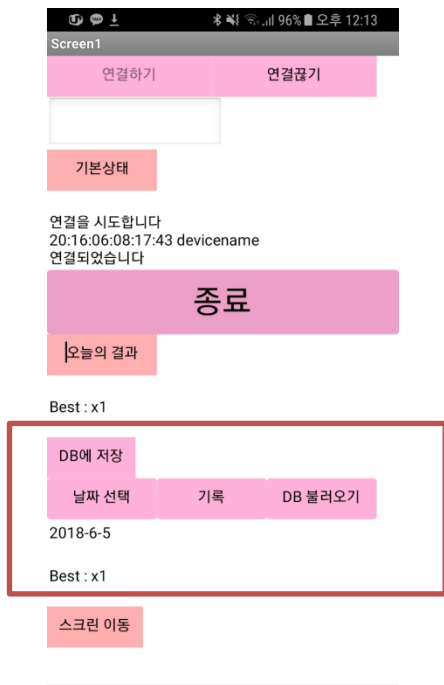 96% 오후 12:13
Screen1
연결하기 연결끊기
기본상태
연결을 시도합니다
20:16:06:08:17:43 devicename
연결되었습니다
종료
오늘의 결과
Best : x1
DB에 저장
날짜 선택 기록 DB 불러오기
2018-6-5
Best : x1
스크린 이동